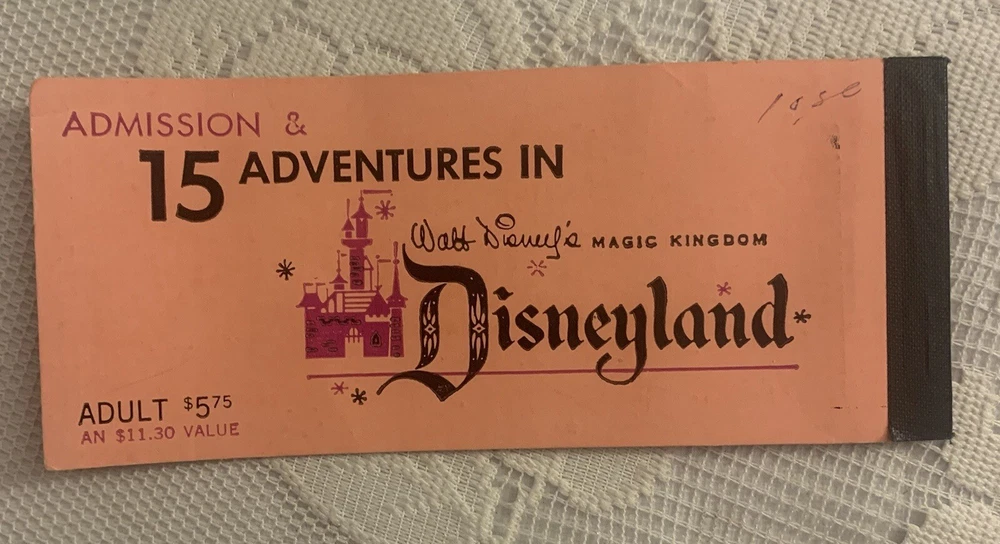 ADMISSION &
15 ADVENTURES IN
Walt Disney's MAGIC KINGDOM
Disneyland
ADULT $5.75
AN $11.30 VALUE